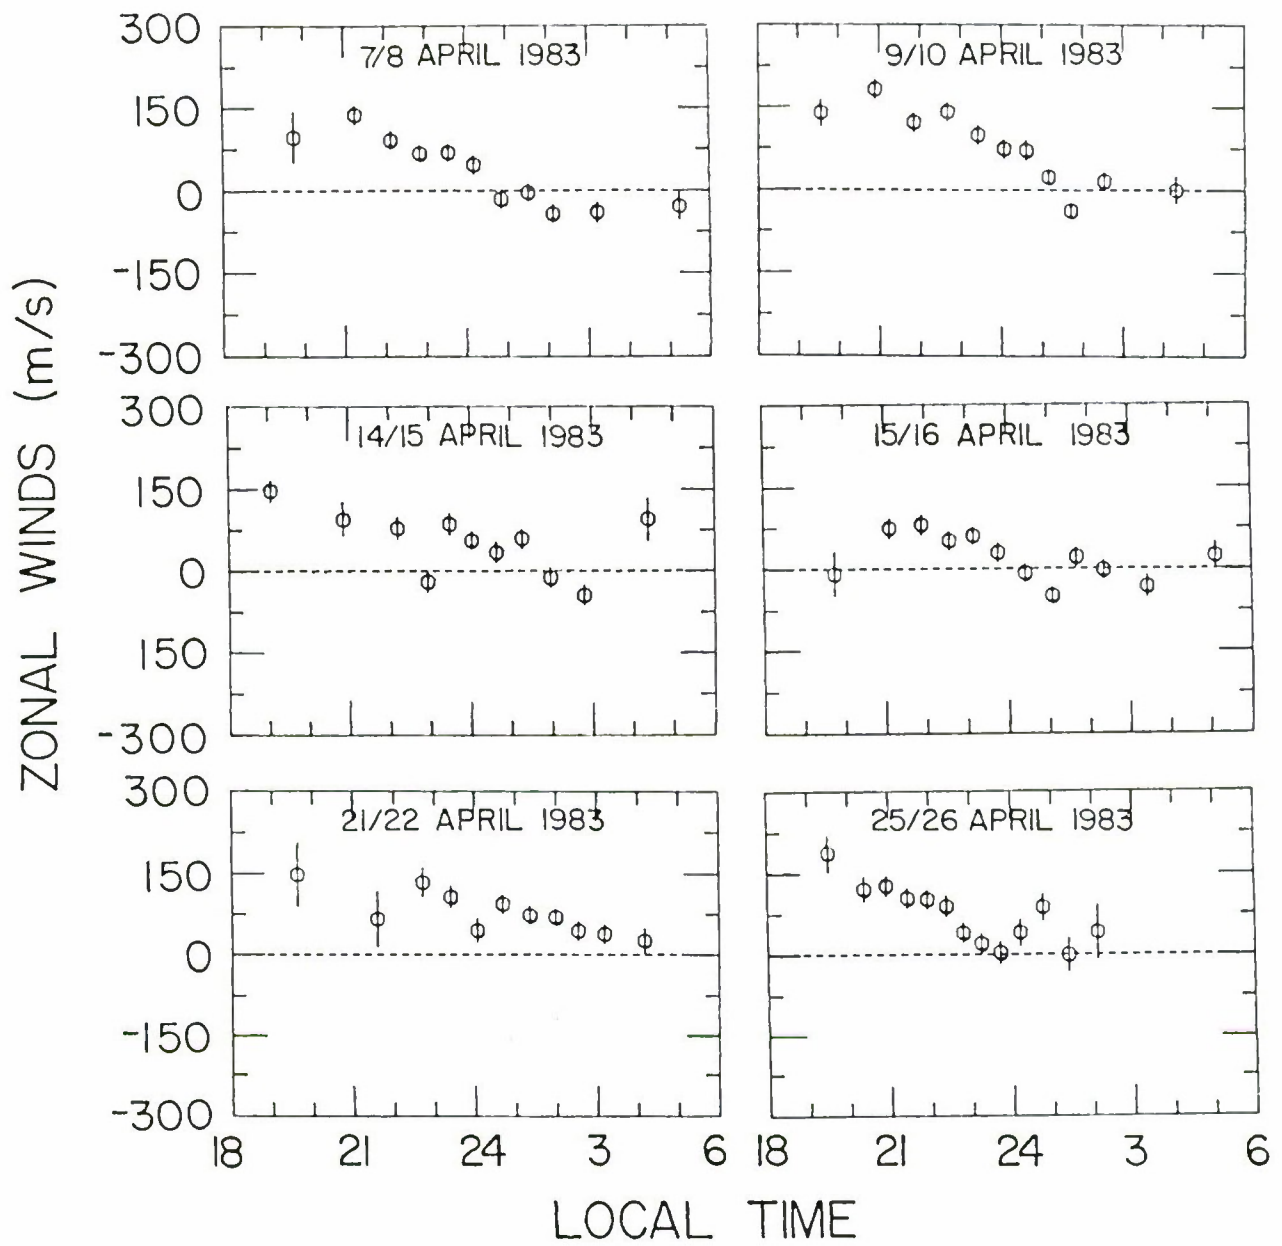 ZONAL WINDS (m/s)
300
150
0
-150
-300
7/8 APRIL 1983
9/10 APRIL 1983
300
150
0
150
-300
14/15 APRIL 1983
15/16 APRIL 1983
300
150
0
-150
-300
21/22 APRIL 1983
25/26 APRIL 1983
18 21 24 3 6 18 21 24 3 6
LOCAL TIME